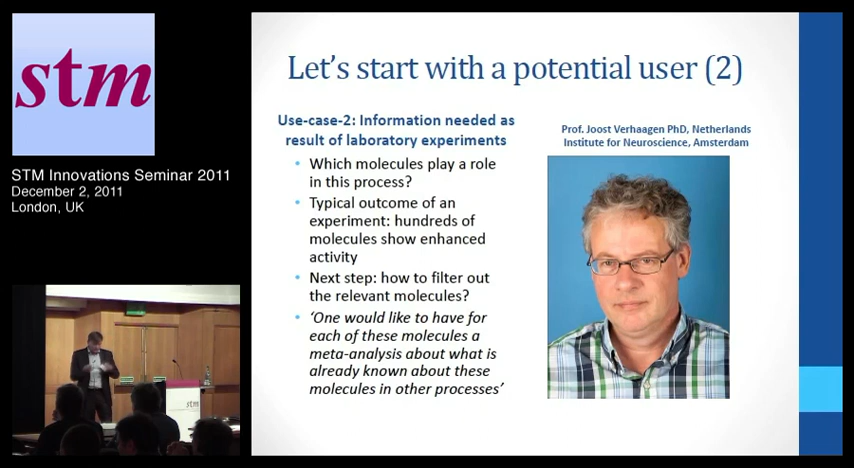 stm
STM Innovations Seminar 2011
December 2, 2011
London, UK
stm
Let's start with a potential user (2)
Use-case-2: Information needed as
result of laboratory experiments
• Which molecules play a role
in this process?
• Typical outcome of an
experiment: hundreds of
molecules show enhanced
activity
• Next step: how to filter out
the relevant molecules?
• ‘One would like to have for
each of these molecules a
meta-analysis about what is
already known about these
molecules in other processes’
Prof. Joost Verhaagen PhD, Netherlands
Institute for Neuroscience, Amsterdam